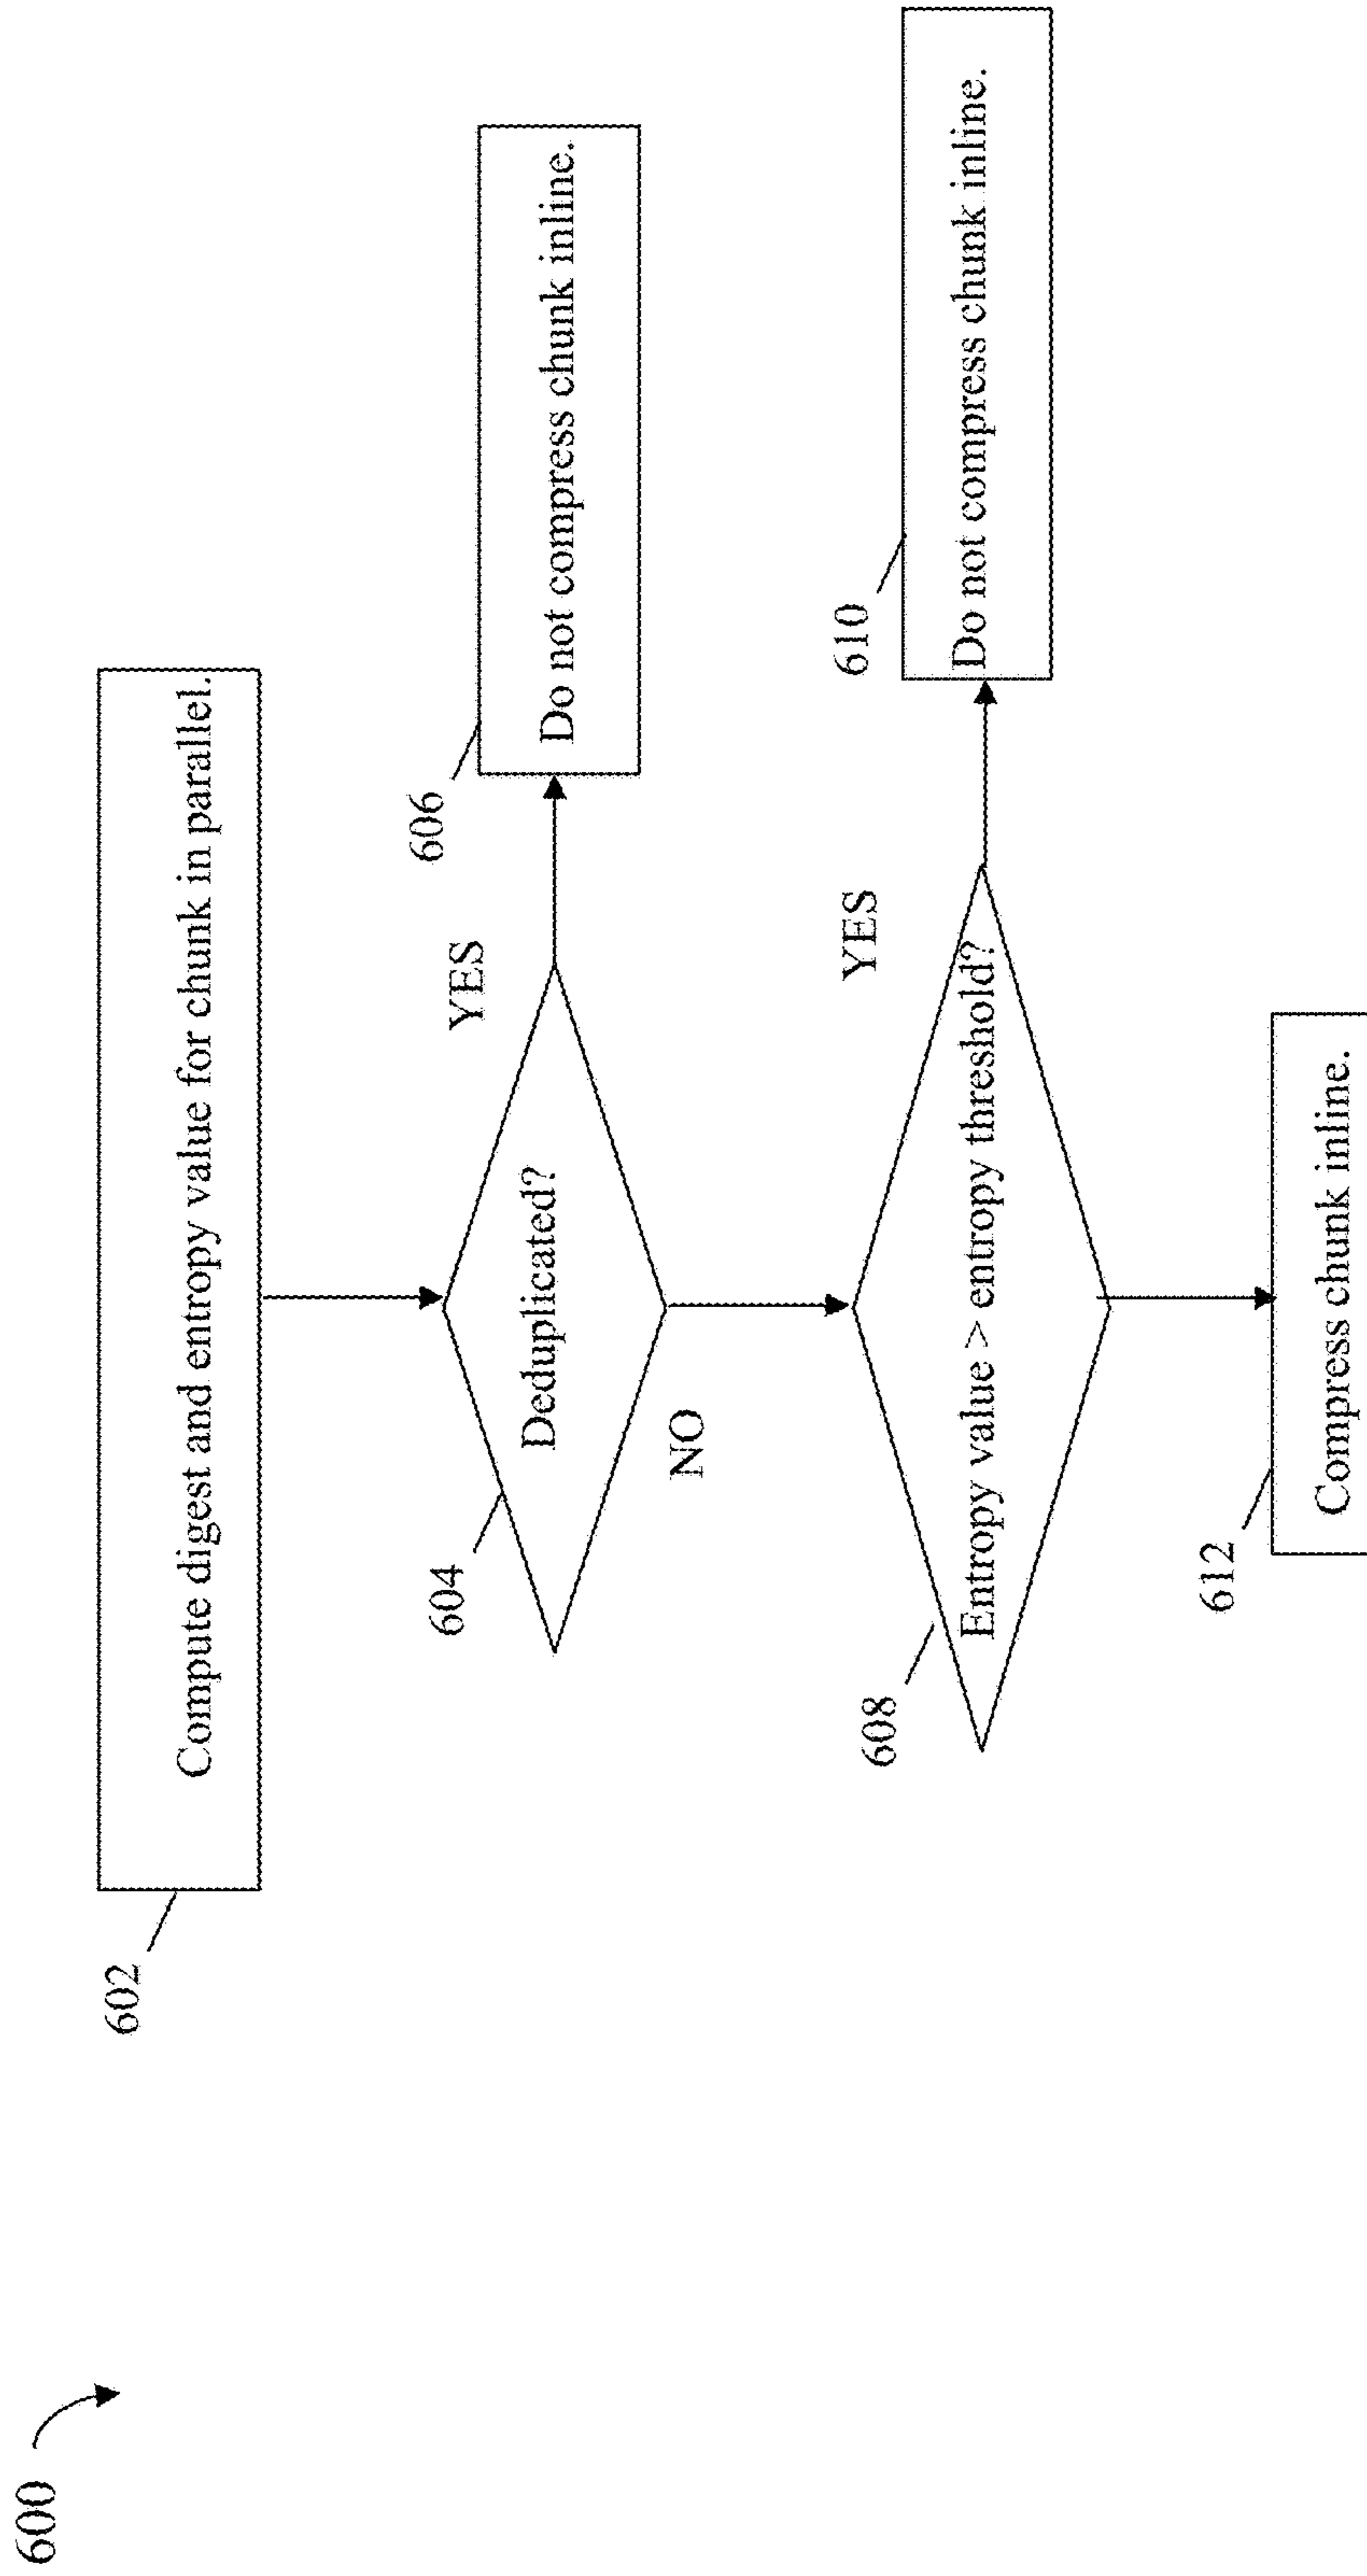 600
602
Compute digest and entropy value for chunk in parallel.
604
Deduplicated?
YES
606
Do not compress chunk inline.
NO
608
Entropy value > entropy threshold?
YES
610
Do not compress chunk inline.
612
Compress chunk inline.